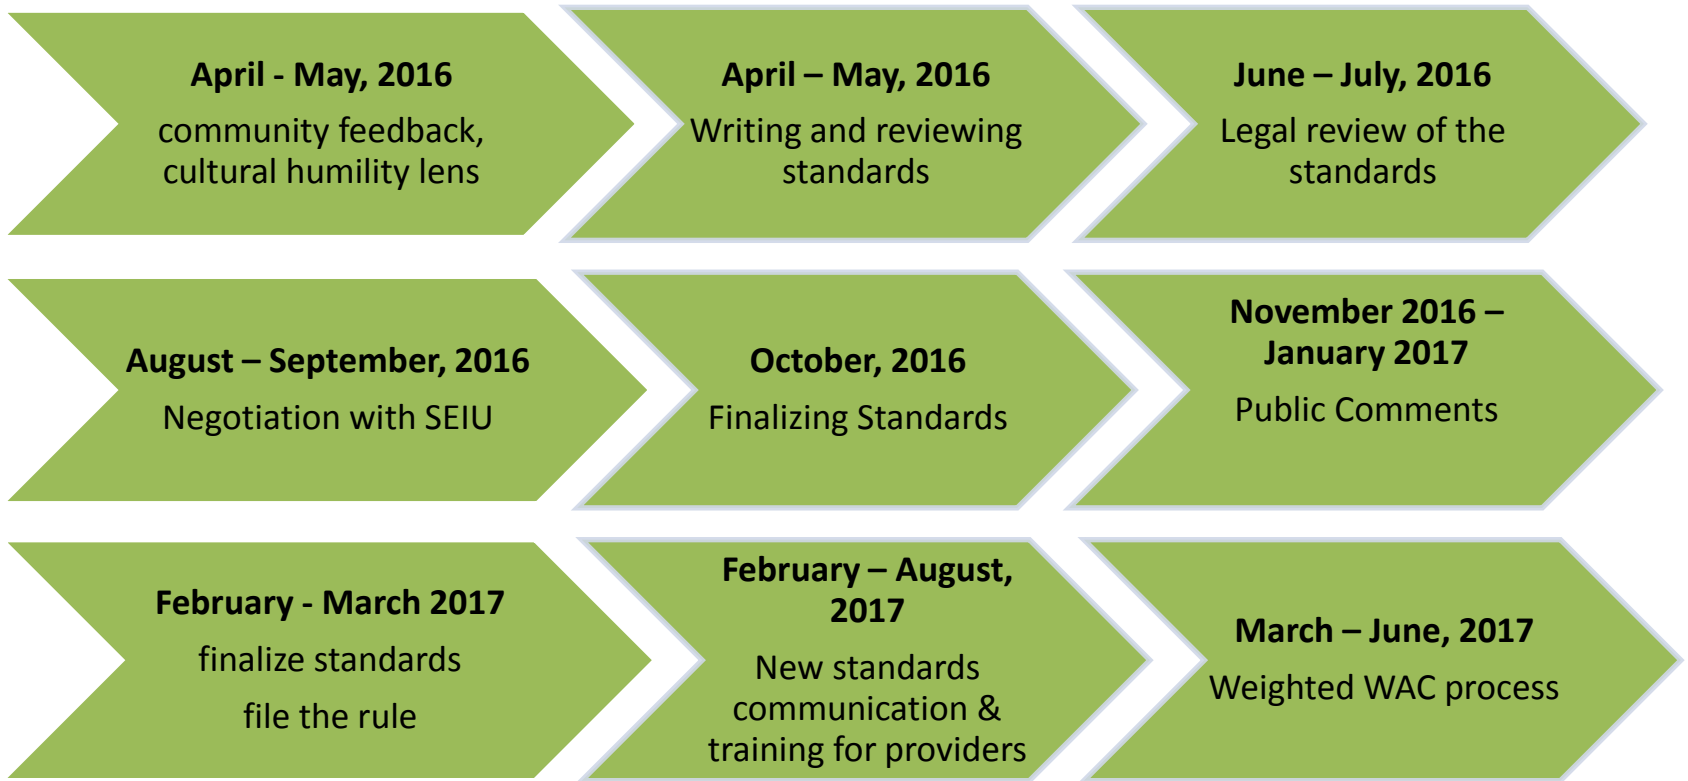 April - May, 2016
community feedback,
cultural humility lens
April – May, 2016
Writing and reviewing
standards
June – July, 2016
Legal review of the
standards
August – September, 2016
Negotiation with SEIU
October, 2016
Finalizing Standards
November 2016 –
January 2017
Public Comments
February - March 2017
finalize standards
file the rule
February – August,
2017
New standards
communication &
training for providers
March – June, 2017
Weighted WAC process